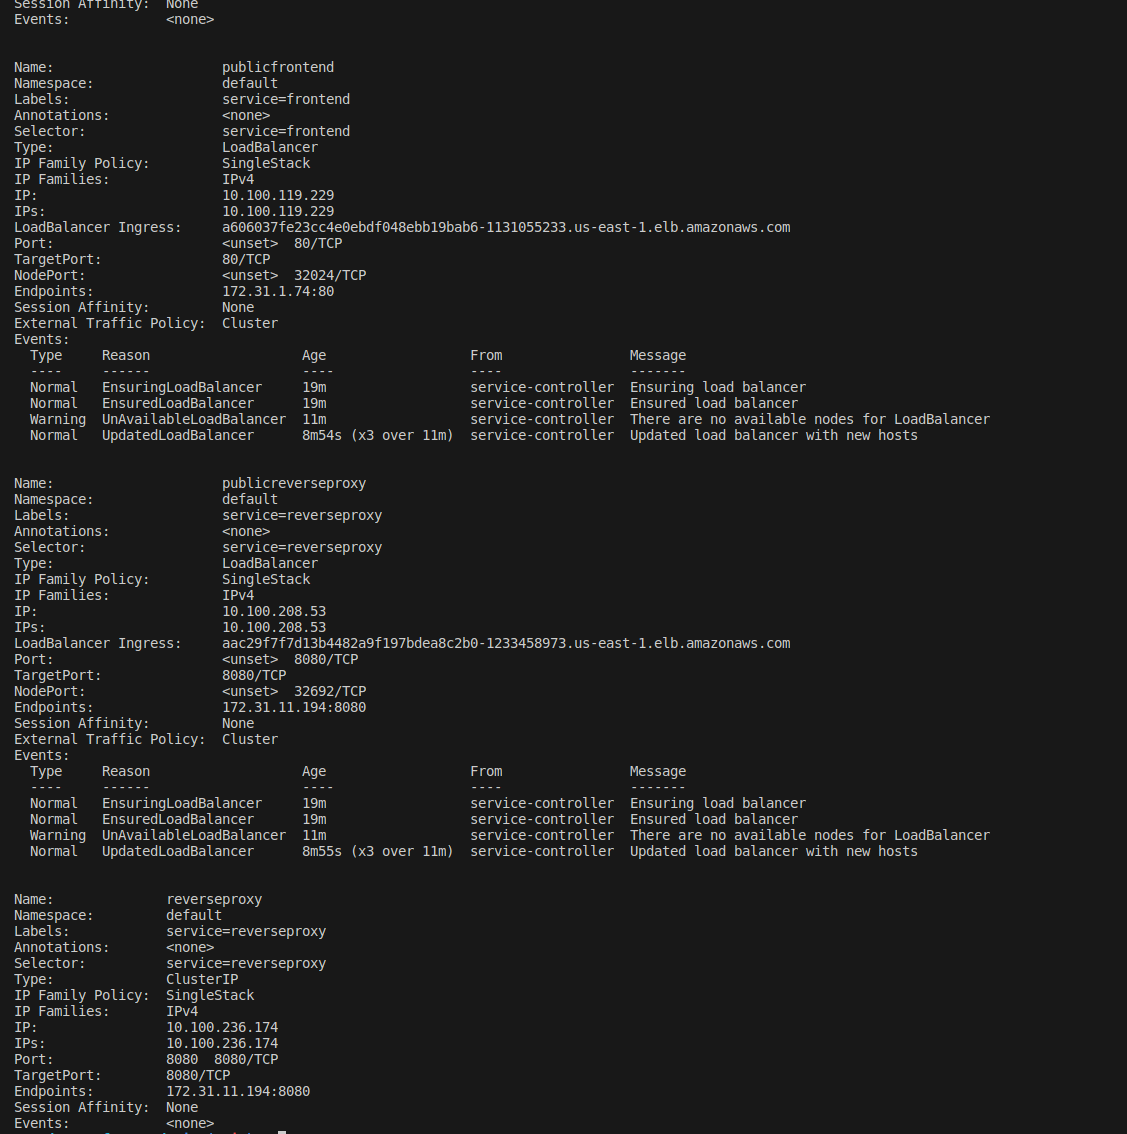 Session Affinity:  None
Events:            <none>
Name:                     publicfrontend
Namespace:                default
Labels:                   service=frontend
Annotations:              <none>
Selector:                 service=frontend
Type:                     LoadBalancer
IP Family Policy:         SingleStack
IP Families:              IPv4
IP:                       10.100.119.229
IPs:                      10.100.119.229
LoadBalancer Ingress:     a606037fe23cc4e0ebdf048ebb19bab6-1131055233.us-east-1.elb.amazonaws.com
Port:                     <unset>  80/TCP
TargetPort:               80/TCP
NodePort:                 <unset>  32024/TCP
Endpoints:                172.31.1.74:80
Session Affinity:         None
External Traffic Policy:  Cluster
Events:
  Type     Reason                   Age                  From                Message
  ----     ------                   ----                 ----                -------
  Normal   EnsuringLoadBalancer     19m                  service-controller  Ensuring load balancer
  Normal   EnsuredLoadBalancer      19m                  service-controller  Ensured load balancer
  Warning  UnAvailableLoadBalancer  11m                  service-controller  There are no available nodes for LoadBalancer
  Normal   UpdatedLoadBalancer      8m54s (x3 over 11m)  service-controller  Updated load balancer with new hosts
Name:                     publicreverseproxy
Namespace:                default
Labels:                   service=reverseproxy
Annotations:              <none>
Selector:                 service=reverseproxy
Type:                     LoadBalancer
IP Family Policy:         SingleStack
IP Families:              IPv4
IP:                       10.100.208.53
IPs:                      10.100.208.53
LoadBalancer Ingress:     aac29f7f7d13b4482a9f197bdea8c2b0-1233458973.us-east-1.elb.amazonaws.com
Port:                     <unset>  8080/TCP
TargetPort:               8080/TCP
NodePort:                 <unset>  32692/TCP
Endpoints:                172.31.11.194:8080
Session Affinity:         None
External Traffic Policy:  Cluster
Events:
  Type     Reason                   Age                  From                Message
  ----     ------                   ----                 ----                -------
  Normal   EnsuringLoadBalancer     19m                  service-controller  Ensuring load balancer
  Normal   EnsuredLoadBalancer      19m                  service-controller  Ensured load balancer
  Warning  UnAvailableLoadBalancer  11m                  service-controller  There are no available nodes for LoadBalancer
  Normal   UpdatedLoadBalancer      8m55s (x3 over 11m)  service-controller  Updated load balancer with new hosts
Name:              reverseproxy
Namespace:         default
Labels:            service=reverseproxy
Annotations:       <none>
Selector:          service=reverseproxy
Type:              ClusterIP
IP Family Policy:  SingleStack
IP Families:       IPv4
IP:                10.100.236.174
IPs:               10.100.236.174
Port:              8080  8080/TCP
TargetPort:        8080/TCP
Endpoints:         172.31.11.194:8080
Session Affinity:  None
Events:            <none>